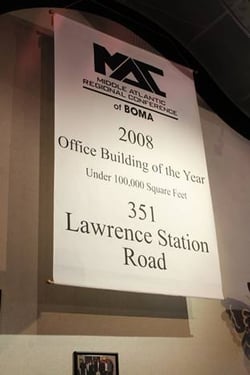 MAC
MIDDLE ATLANTIC
REGIONAL CONFERENCE
of BOMA
2008
Office Building of the Year
Under 100,000 Square Feet
351
Lawrence Station
Road